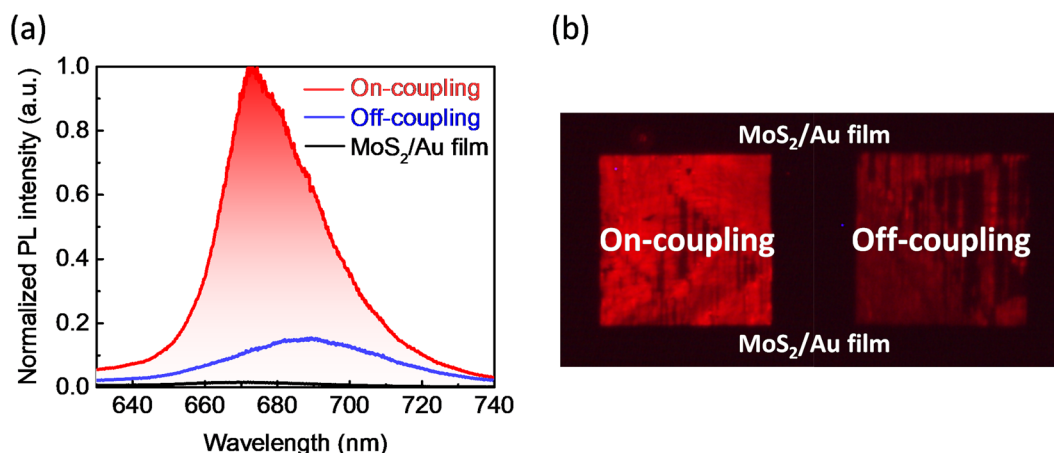 (a)
Normalized PL intensity (a.u.)
1.0
0.8
0.6
0.4
0.2
0.0
On-coupling
Off-coupling
MoS₂/Au film
640 660 680 700 720 740
Wavelength (nm)
(b)
MoS₂/Au film
On-coupling
Off-coupling
MoS₂/Au film